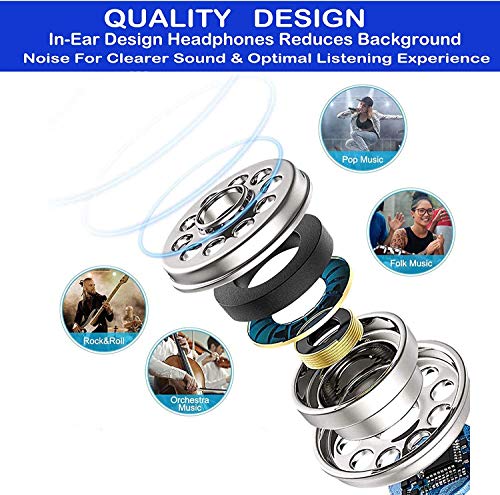 QUALITY DESIGN
In-Ear Design Headphones Reduces Background
Noise For Clearer Sound & Optimal Listening Experience
Pop Music
Folk Music
Rock&Roll
Orchestra
Music